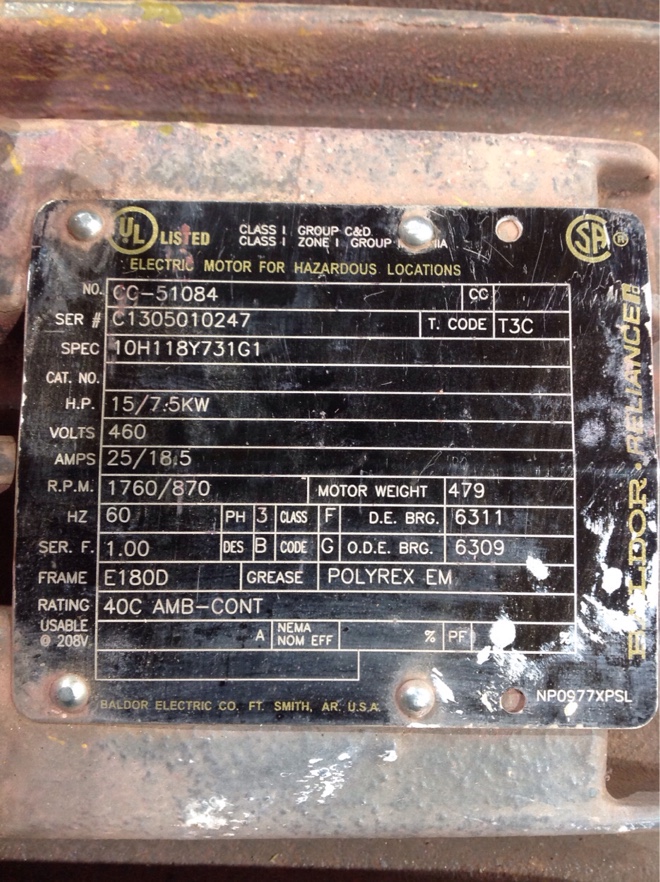 UL LISTED
CLASS I GROUP C&D
CLASS I ZONE I GROUP
SA ®
ELECTRIC MOTOR FOR HAZARDOUS LOCATIONS
NO. CC-51084 CC
SER # C1305010247 T. CODE T3C
SPEC 10H118Y731G1
CAT. NO.
H.P. 15/7.5KW
VOLTS 460
AMPS 25/18.5
R.P.M. 1760/870 MOTOR WEIGHT 479
HZ 60 PH 3 CLASS F D.E. BRG. 6311
SER. F. 1.00 DES B CODE G O.D.E. BRG. 6309
FRAME E180D GREASE POLYREX EM
RATING 40C AMB-CONT
USABLE @ 208V A NEMA NOM EFF % PF %
BALDOR ELECTRIC CO. FT. SMITH, AR. U.S.A.
NP0977XPSL
BALDOR · RELIANCE